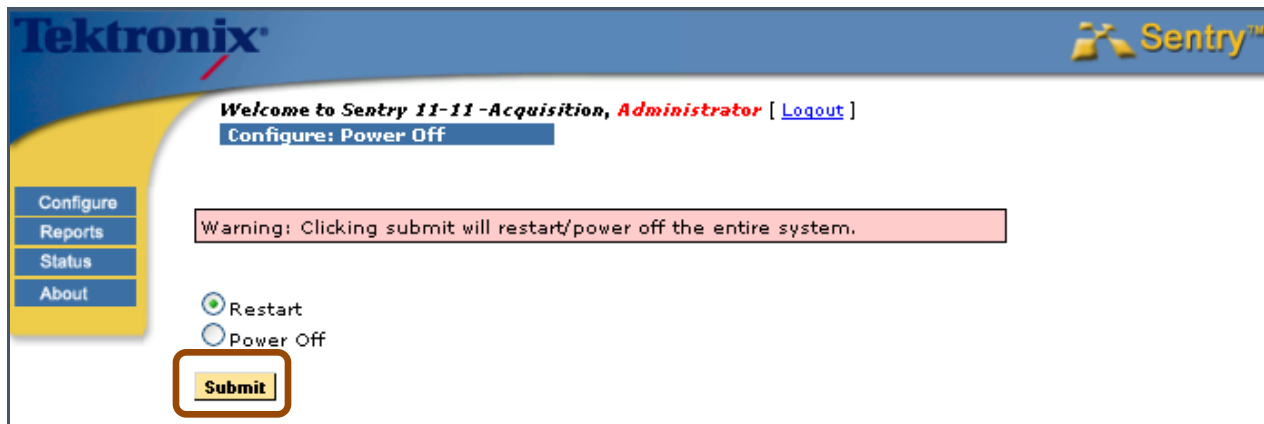 Tektronix
Sentry™
Welcome to Sentry 11-11 -Acquisition, Administrator [ Logout ]
Configure: Power Off
Configure
Reports
Status
About
Warning: Clicking submit will restart/power off the entire system.
Restart
Power Off
Submit